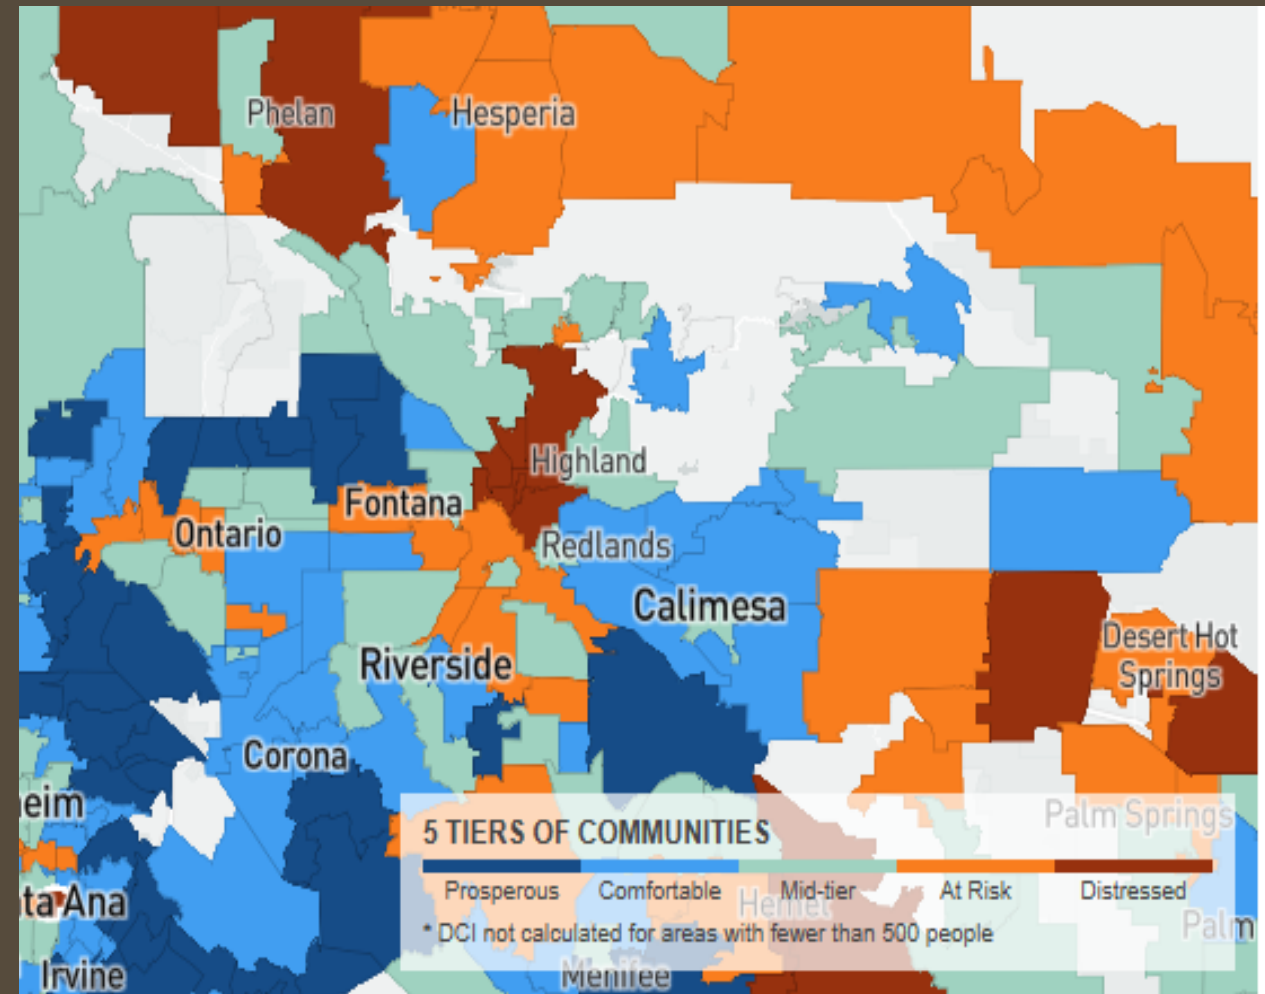 Phelan
Hesperia
Highland
Fontana
Ontario
Redlands
Calimesa
Riverside
Desert Hot
Springs
Corona
eim
Palm Springs
5 TIERS OF COMMUNITIES
Prosperous Comfortable Mid-tier At Risk Distressed
ta Ana
Hemet
Palm
* DCI not calculated for areas with fewer than 500 people
Irvine
Menifee